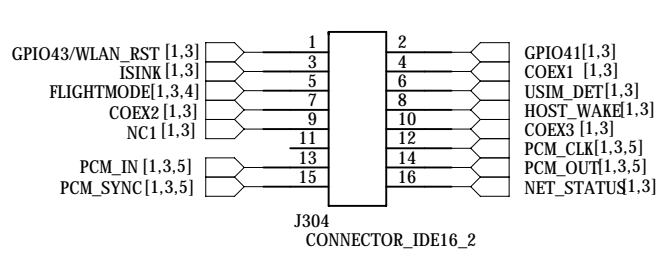 GPIO43/WLAN_RST [1,3] 1 2 GPIO41[1,3]
ISINK [1,3] 3 4 COEX1 [1,3]
FLIGHTMODE[1,3,4] 5 6 USIM_DET[1,3]
COEX2 [1,3] 7 8 HOST_WAKE[1,3]
NC1 [1,3] 9 10 COEX3 [1,3]
11 12 PCM_CLK[1,3,5]
PCM_IN [1,3,5] 13 14 PCM_OUT[1,3,5]
PCM_SYNC[1,3,5] 15 16 NET_STATUS[1,3]
J304
CONNECTOR_IDE16_2